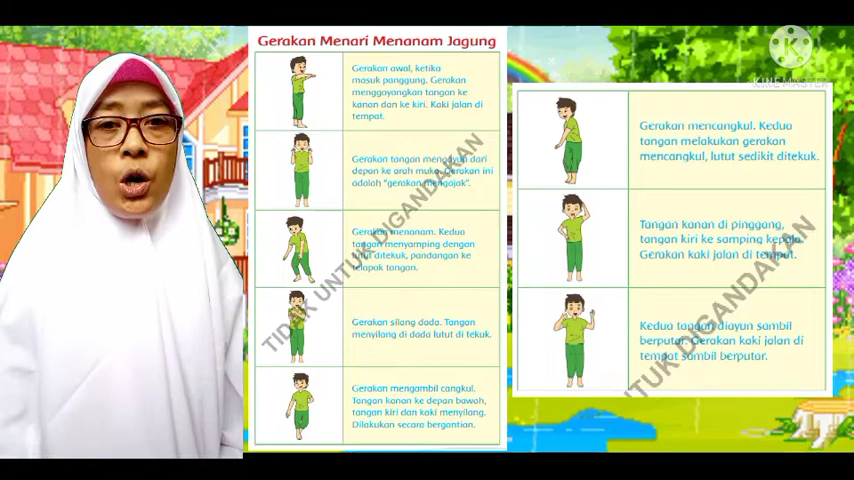 Gerakan Menari Menanam Jagung
Gerakan awal, ketika
masuk panggung. Gerakan
menggoyangkan tangan ke
kanan dan ke kiri. Kaki jalan di
tempat.
Gerakan tangan mengayun dari
depan ke arah muka. Gerakan ini
adalah "gerakan mengajak".
Gerakan menanam. Kedua
tangan menyamping dengan
lutut ditekuk, pandangan ke
telapak tangan.
Gerakan silang dada. Tangan
menyilang di dada lutut di tekuk.
Gerakan mengambil cangkul.
Tangan kanan ke depan bawah,
tangan kiri dan kaki menyilang.
Dilakukan secara bergantian.
TIDAK UNTUK DIGANDAKAN
Gerakan mencangkul. Kedua
tangan melakukan gerakan
mencangkul, lutut sedikit ditekuk.
Tangan kanan di pinggang,
tangan kiri ke samping kepala.
Gerakan kaki jalan di tempat.
Kedua tangan diayun sambil
berputar. Gerakan kaki jalan di
tempat sambil berputar.
UNTUK DIGANDAKAN
K
KINEMASTER